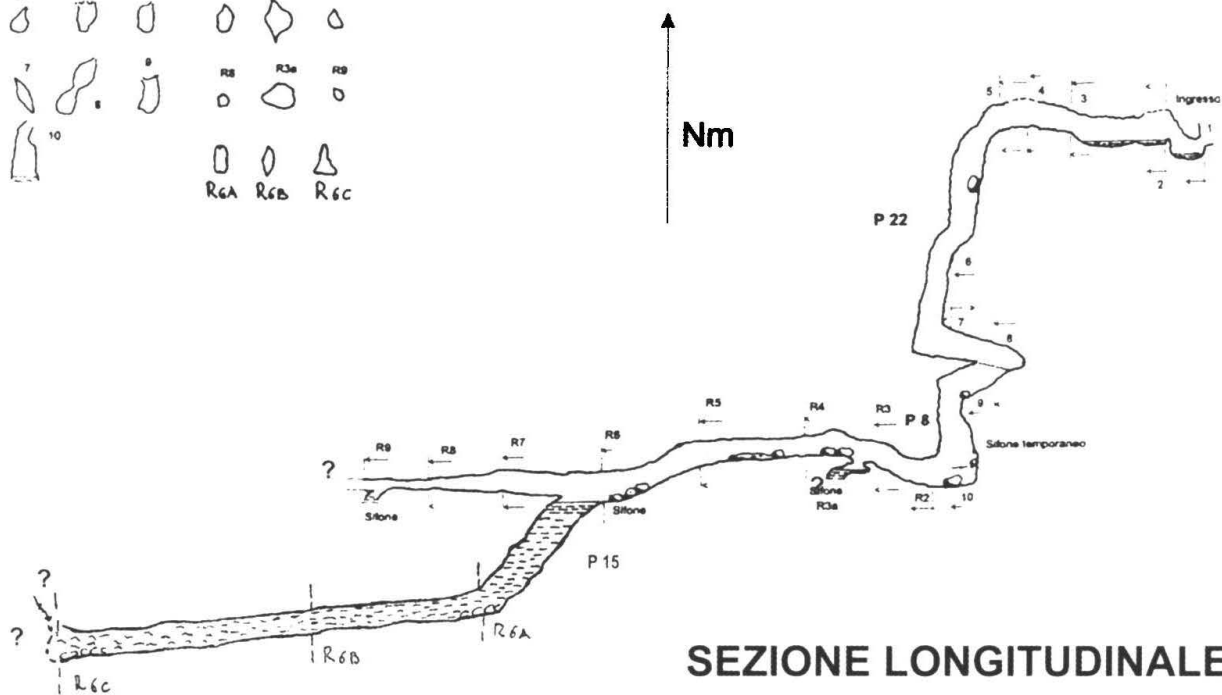 7
8
9
R8
R3a
R9
10
R6A
R6B
R6C
Nm
5
4
3
Ingresso
1
2
P 22
6
7
8
P 8
9
Sifone temporaneo
9
10
R2
R3
R4
R5
R6
R7
R8
R9
?
Sifone
Sifone
?
Sifone
R3a
P 15
?
?
R6A
R6B
R6C
SEZIONE LONGITUDINALE